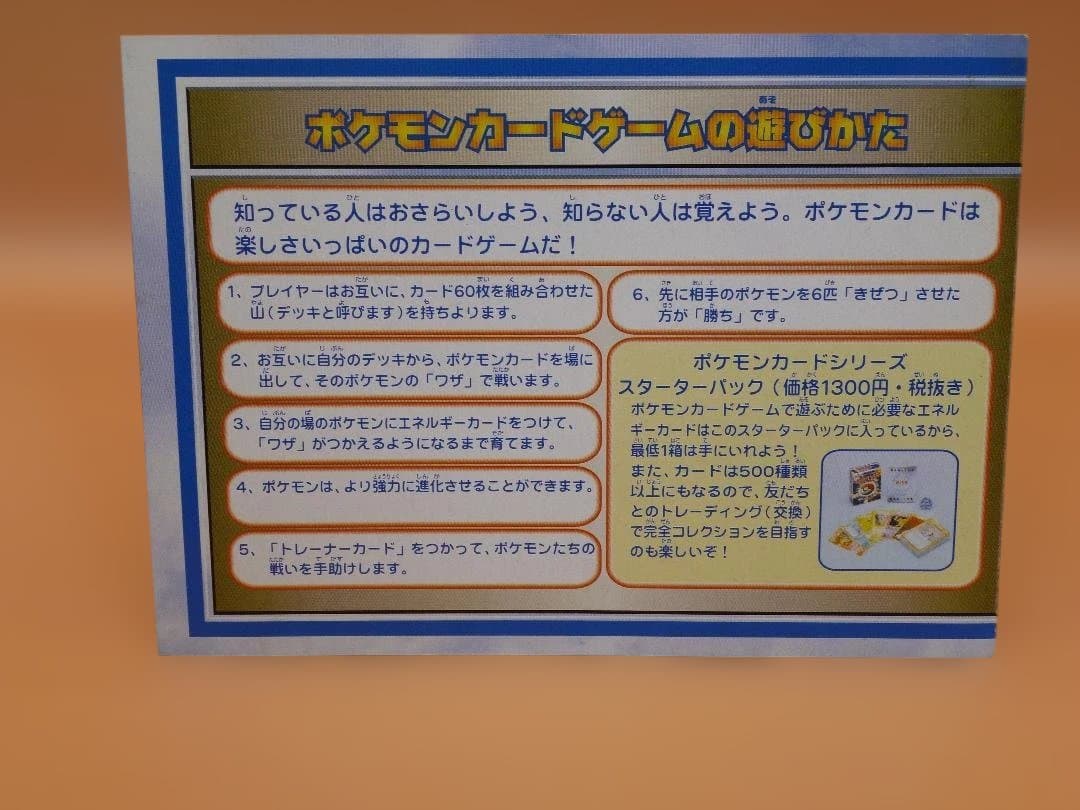 ポケモンカードゲームの遊びかた
知っている人はおさらいしよう、知らない人は覚えよう。ポケモンカードは
楽しさいっぱいのカードゲームだ！
1、プレイヤーはお互いに、カード60枚を組み合わせた
山（デッキと呼びます）を持ちよります。
2、お互いに自分のデッキから、ポケモンカードを場に
出して、そのポケモンの「ワザ」で戦います。
3、自分の場のポケモンにエネルギーカードをつけて、
「ワザ」がつかえるようになるまで育てます。
4、ポケモンは、より強力に進化させることができます。
5、「トレーナーカード」をつかって、ポケモンたちの
戦いを手助けします。
6、先に相手のポケモンを6匹「きぜつ」させた
方が「勝ち」です。
ポケモンカードシリーズ
スターターパック（価格1300円・税抜き）
ポケモンカードゲームで遊ぶために必要なエネル
ギーカードはこのスターターパックに入っているから、
最低1箱は手にいれよう！
また、カードは500種類
以上にもなるので、友だち
とのトレーディング（交換）
で完全コレクションを目指す
のも楽しいぞ！